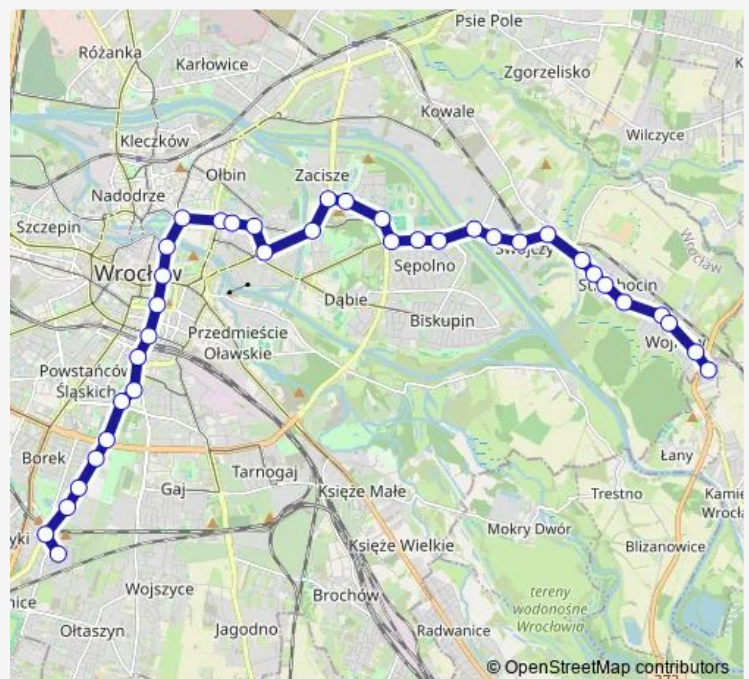 Psie Pole
Różanka
Karłowice
Zgorzelisko
Kowale
Wilczyce
Kleczków
Ołbin
Zacisze
Nadodrze
Szczepin
Wrocław
Wrocław
Sępolno
Dąbie
Biskupin
Przedmieście
Oławskie
Powstańców
Śląskich
Borek
Łany
Tarnogaj
Gaj
Księże Małe
Trestno
Mokry Dwór
Księże Wielkie
Blizanowice
Wojszyce
Brochów
tereny
wodonośne
Wrocławia
Ołtaszyn
Jagodno
Radwanice
© OpenStreetMap contributors